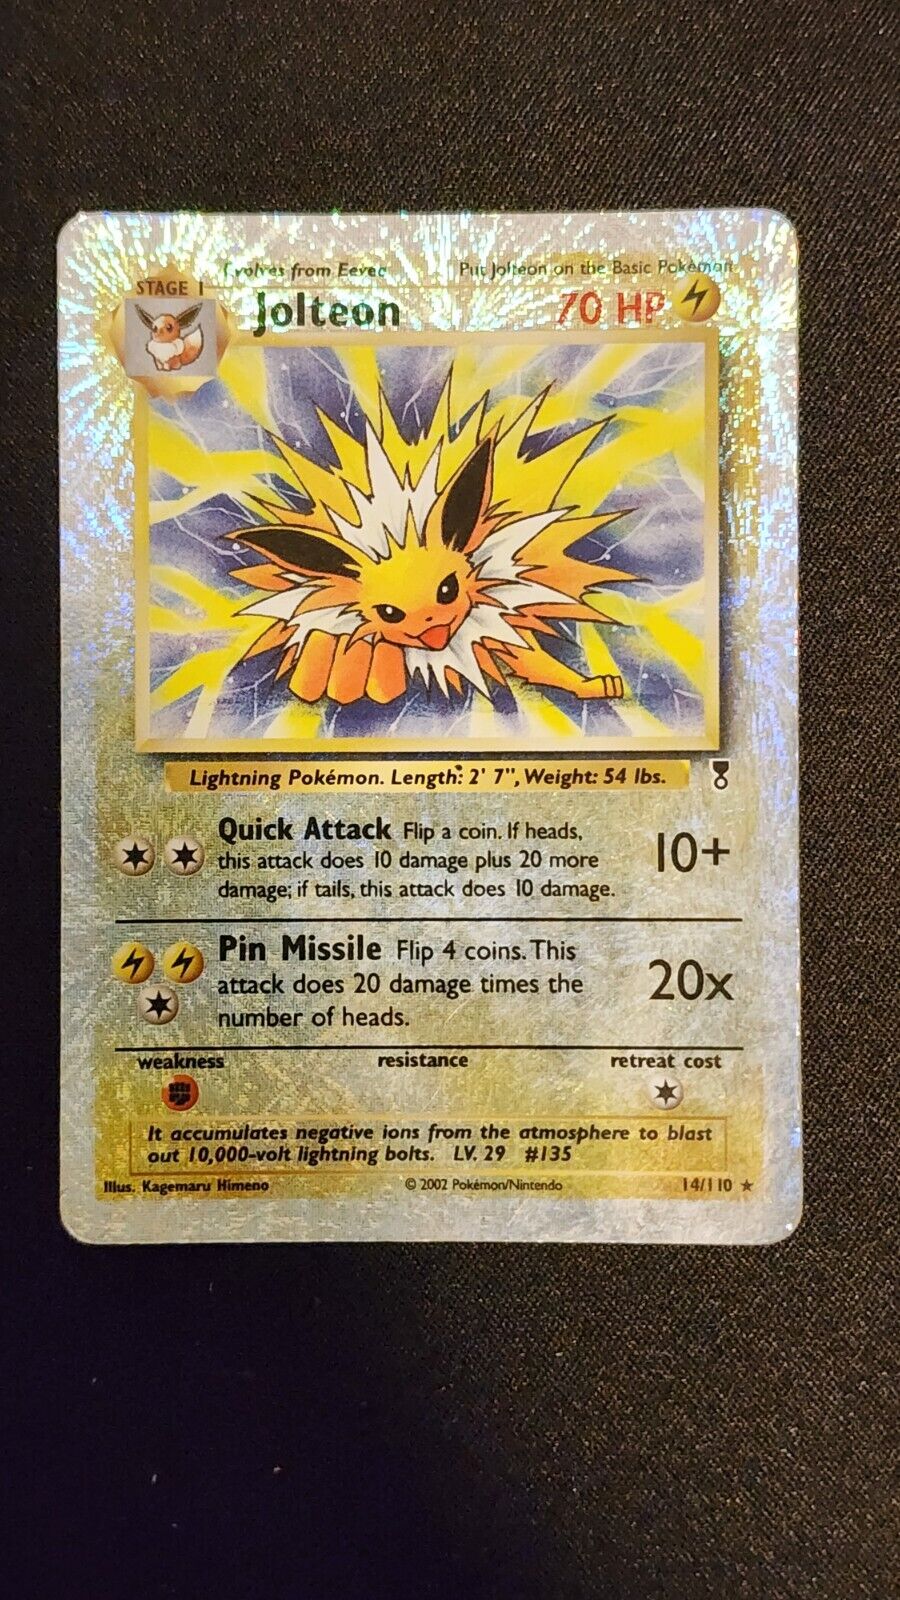 Evolves from Eevee Put Jolteon on the Basic Pokémon
STAGE 1
Jolteon 70 HP
Lightning Pokémon. Length: 2' 7", Weight: 54 lbs.
Quick Attack Flip a coin. If heads,
this attack does 10 damage plus 20 more
damage; if tails, this attack does 10 damage.
10+
Pin Missile Flip 4 coins. This
attack does 20 damage times the
number of heads.
20x
weakness resistance retreat cost
It accumulates negative ions from the atmosphere to blast
out 10,000-volt lightning bolts. LV. 29 #135
Illus. Kagemaru Himeno © 2002 Pokémon/Nintendo 14/110 ★